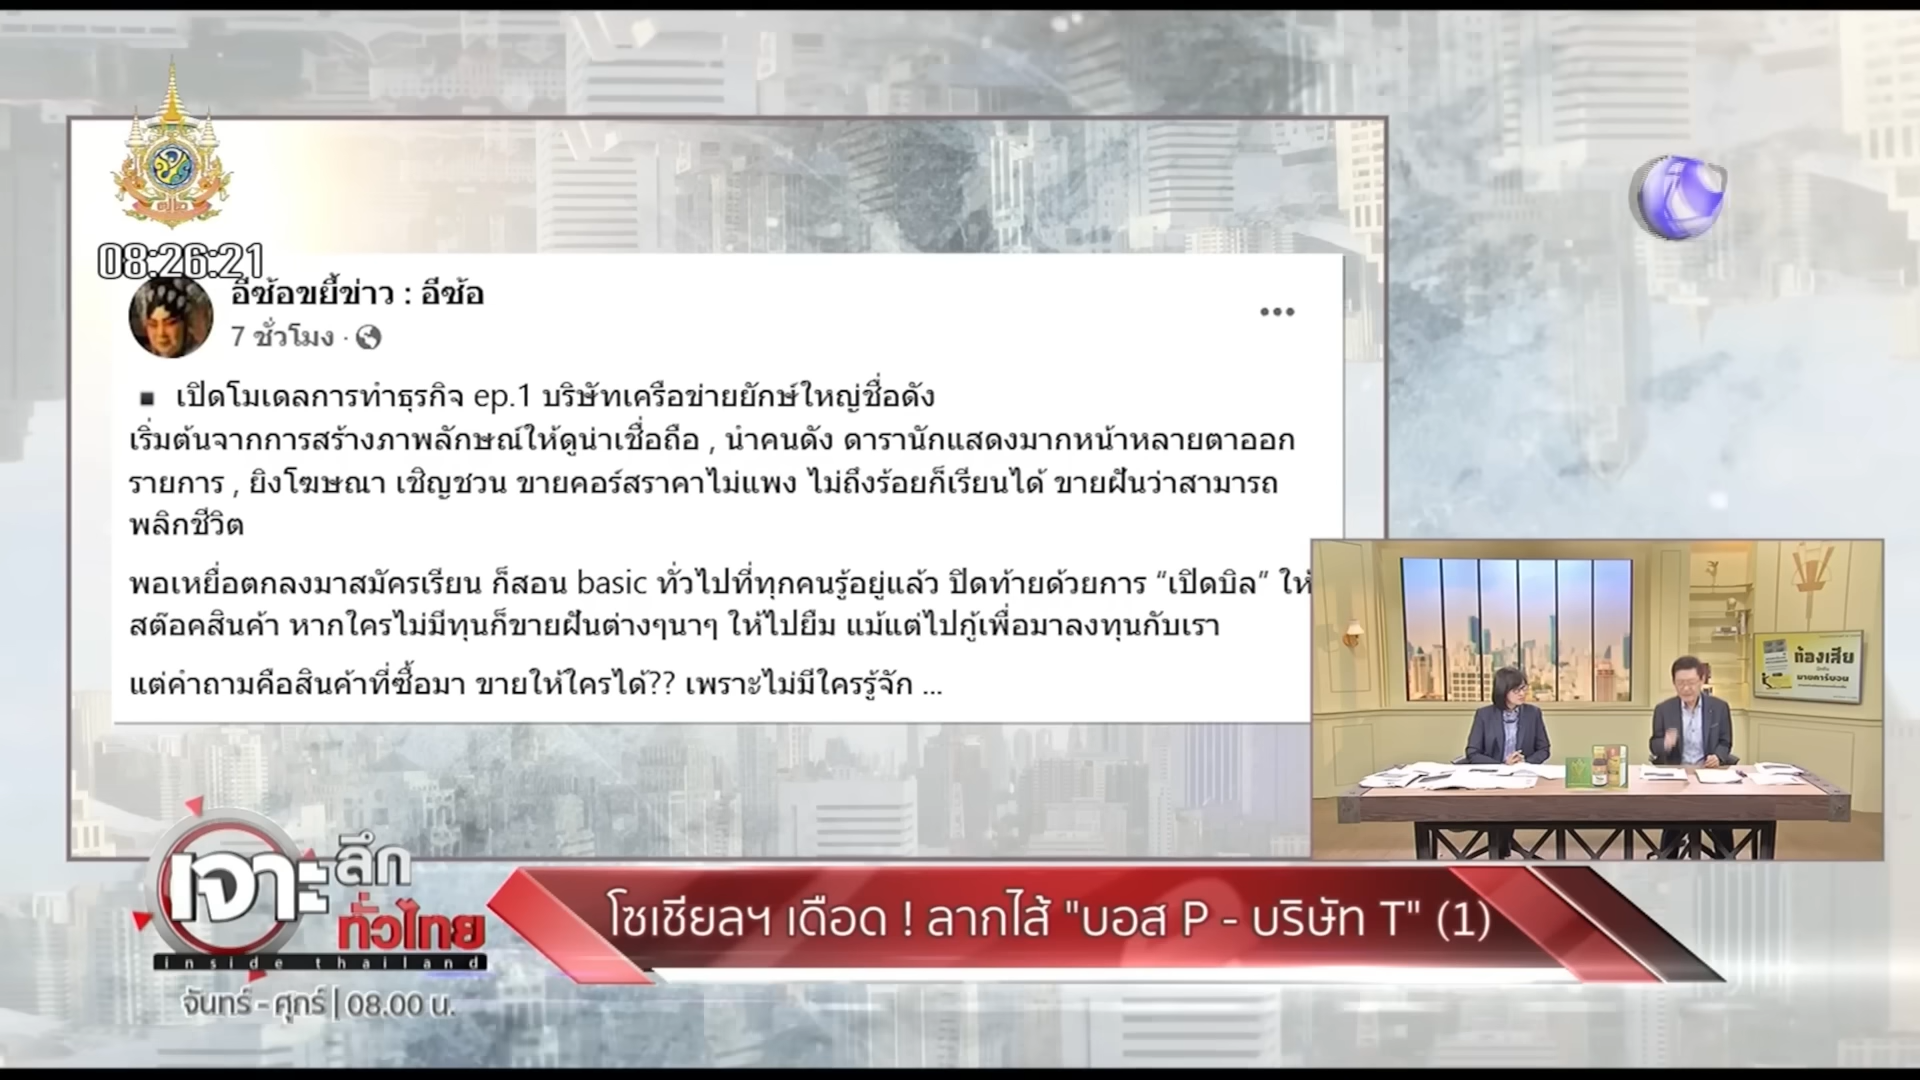 ๗๒
08:26:21
อีซ้อขยี้ข่าว : อีซ้อ
7 ชั่วโมง ·
▪ เปิดโมเดลการทำธุรกิจ ep.1 บริษัทเครือข่ายยักษ์ใหญ่ชื่อดัง
เริ่มต้นจากการสร้างภาพลักษณ์ให้ดูน่าเชื่อถือ , นำคนดัง ดารานักแสดงมากหน้าหลายตาออก
รายการ , ยิงโฆษณา เชิญชวน ขายคอร์สราคาไม่แพง ไม่ถึงร้อยก็เรียนได้ ขายฝันว่าสามารถ
พลิกชีวิต
พอเหยื่อตกลงมาสมัครเรียน ก็สอน basic ทั่วไปที่ทุกคนรู้อยู่แล้ว ปิดท้ายด้วยการ “เปิดบิล” ให้
สต๊อคสินค้า หากใครไม่มีทุนก็ขายฝันต่างๆนาๆ ให้ไปยืม แม้แต่ไปกู้เพื่อมาลงทุนกับเรา
แต่คำถามคือสินค้าที่ซื้อมา ขายให้ใครได้?? เพราะไม่มีใครรู้จัก ...
ท้องเสีย
นายคาร์บอน
เจาะลึก
ทั่วไทย
inside thailand
จันทร์ - ศุกร์ | 08.00 น.
โซเชียลฯ เดือด ! ลากไส้ "บอส P - บริษัท T" (1)